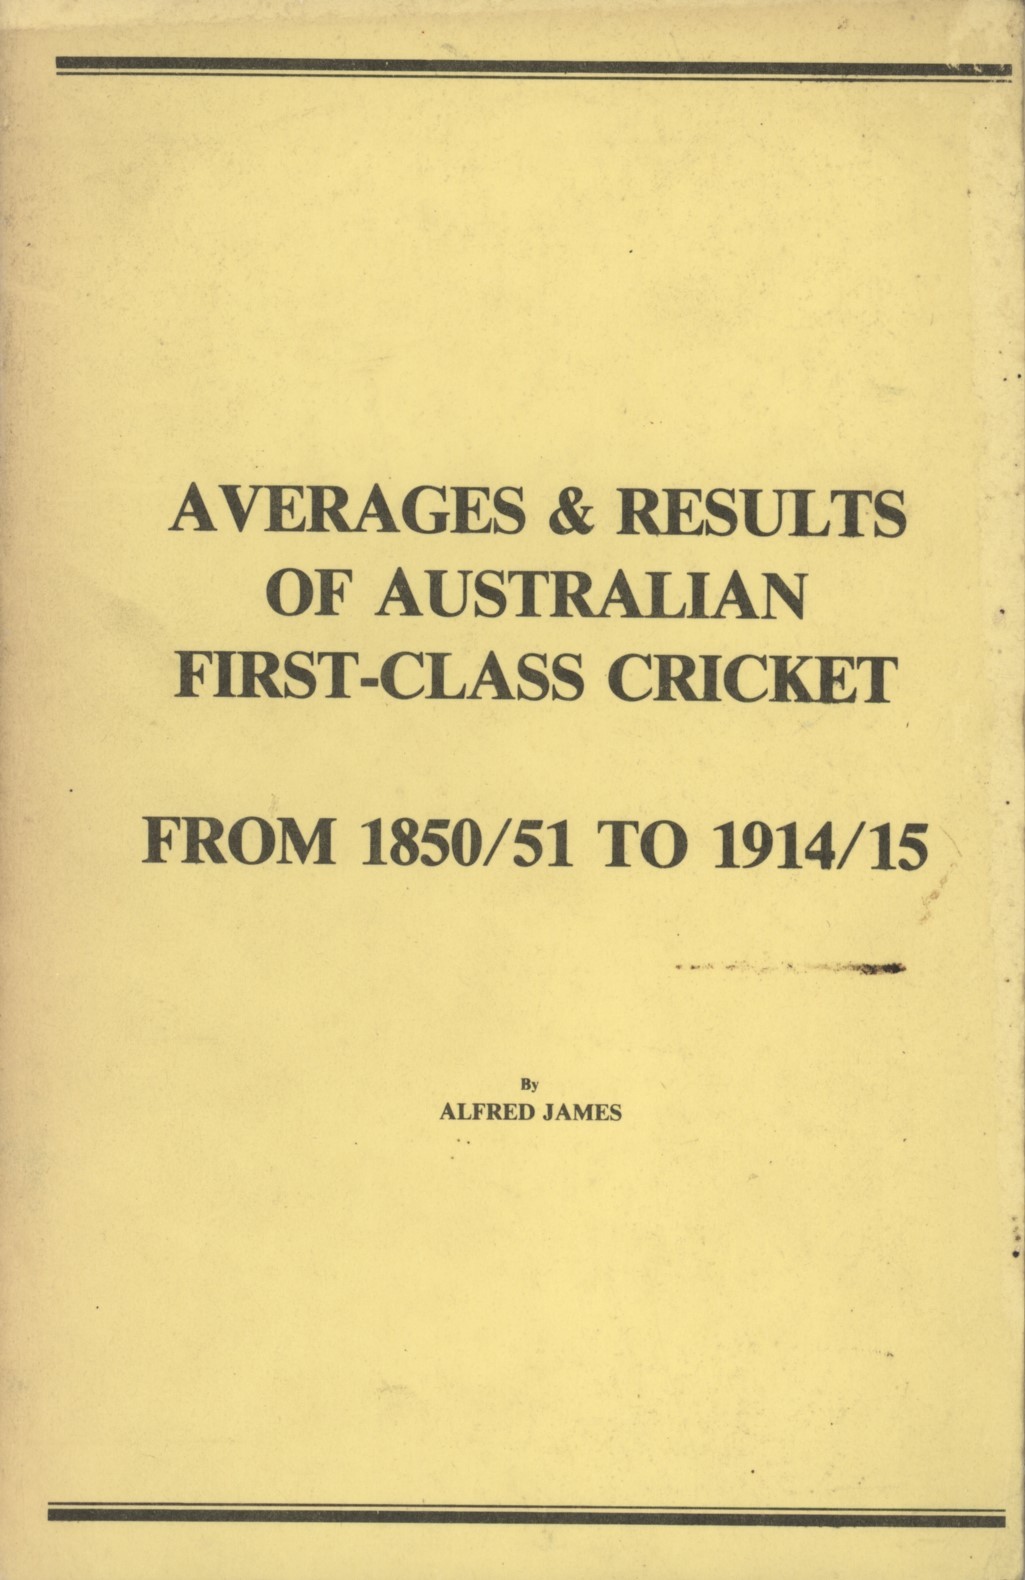 AVERAGES & RESULTS
OF AUSTRALIAN
FIRST-CLASS CRICKET
FROM 1850/51 TO 1914/15
By
ALFRED JAMES